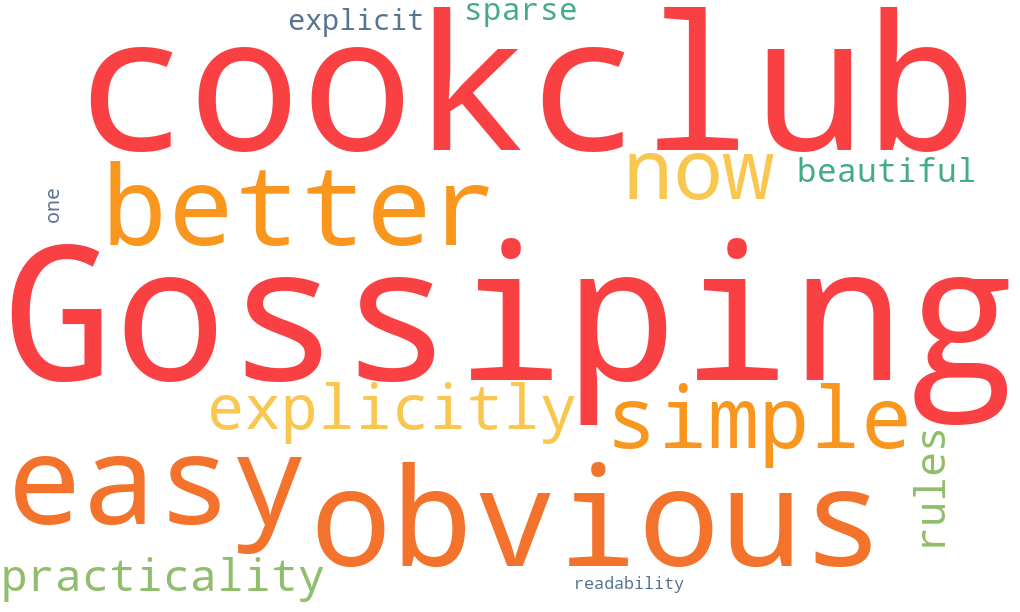 explicit
sparse
cookclub
now
beautiful
better
one
Gossiping
explicitly
simple
easy
obvious
rules
practicality
readability